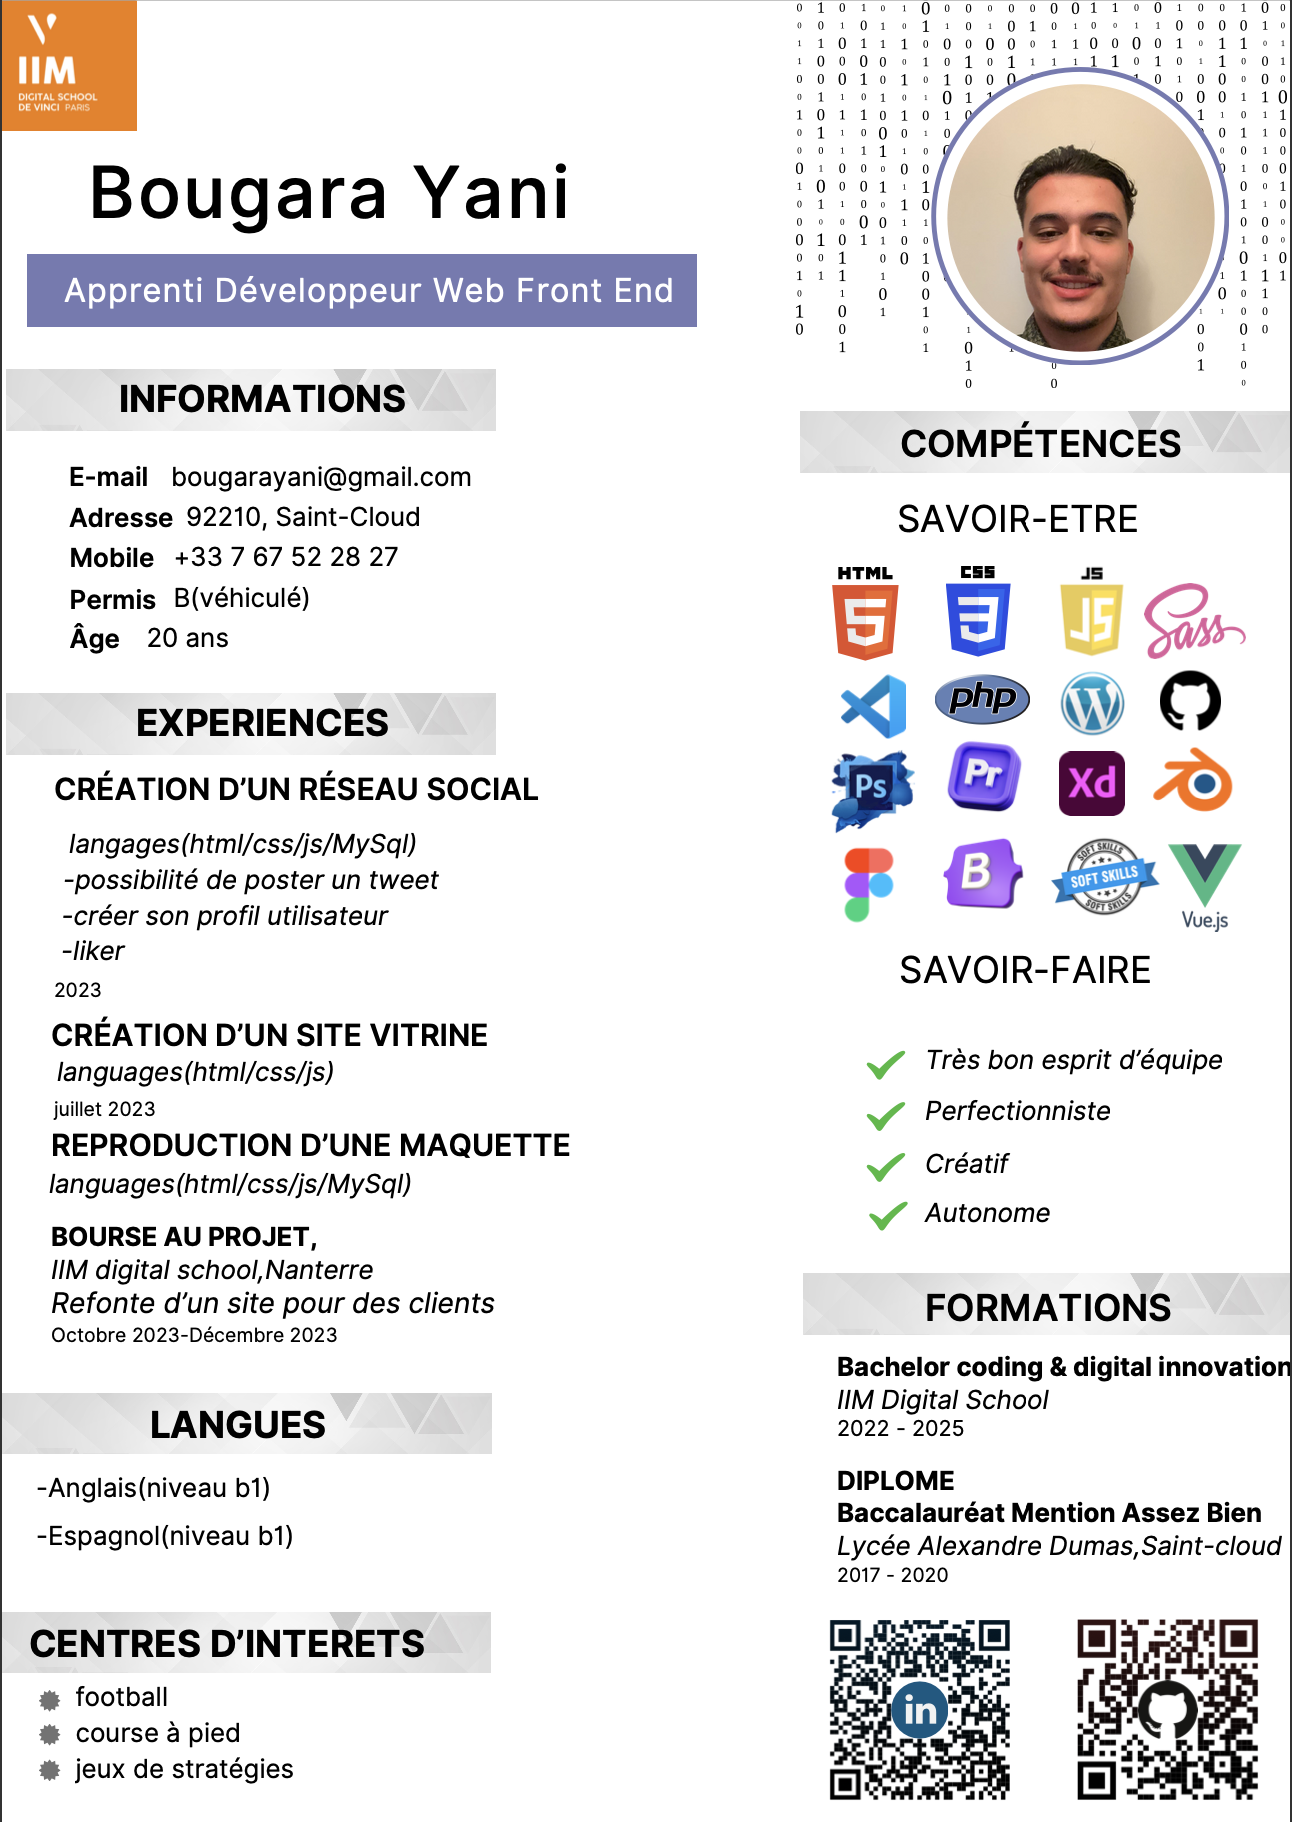 IIM
DIGITAL SCHOOL
DE VINCI PARIS
Bougara Yani
Apprenti Développeur Web Front End
INFORMATIONS
E-mail bougarayani@gmail.com
Adresse 92210, Saint-Cloud
Mobile +33 7 67 52 28 27
Permis B(véhiculé)
Âge 20 ans
EXPERIENCES
CRÉATION D’UN RÉSEAU SOCIAL
langages(html/css/js/MySql)
-possibilité de poster un tweet
-créer son profil utilisateur
-liker
2023
CRÉATION D’UN SITE VITRINE
languages(html/css/js)
juillet 2023
REPRODUCTION D’UNE MAQUETTE
languages(html/css/js/MySql)
BOURSE AU PROJET,
IIM digital school,Nanterre
Refonte d’un site pour des clients
Octobre 2023-Décembre 2023
LANGUES
-Anglais(niveau b1)
-Espagnol(niveau b1)
CENTRES D’INTERETS
football
course à pied
jeux de stratégies
COMPÉTENCES
SAVOIR-ETRE
HTML CSS JS
5 3 JS Sass
php W
Ps Pr Xd
B SOFT SKILLS
SOFT SKILLS
SOFT SKILLS
Vue.js
SAVOIR-FAIRE
Très bon esprit d’équipe
Perfectionniste
Créatif
Autonome
FORMATIONS
Bachelor coding & digital innovation
IIM Digital School
2022 - 2025
DIPLOME
Baccalauréat Mention Assez Bien
Lycée Alexandre Dumas,Saint-cloud
2017 - 2020
in